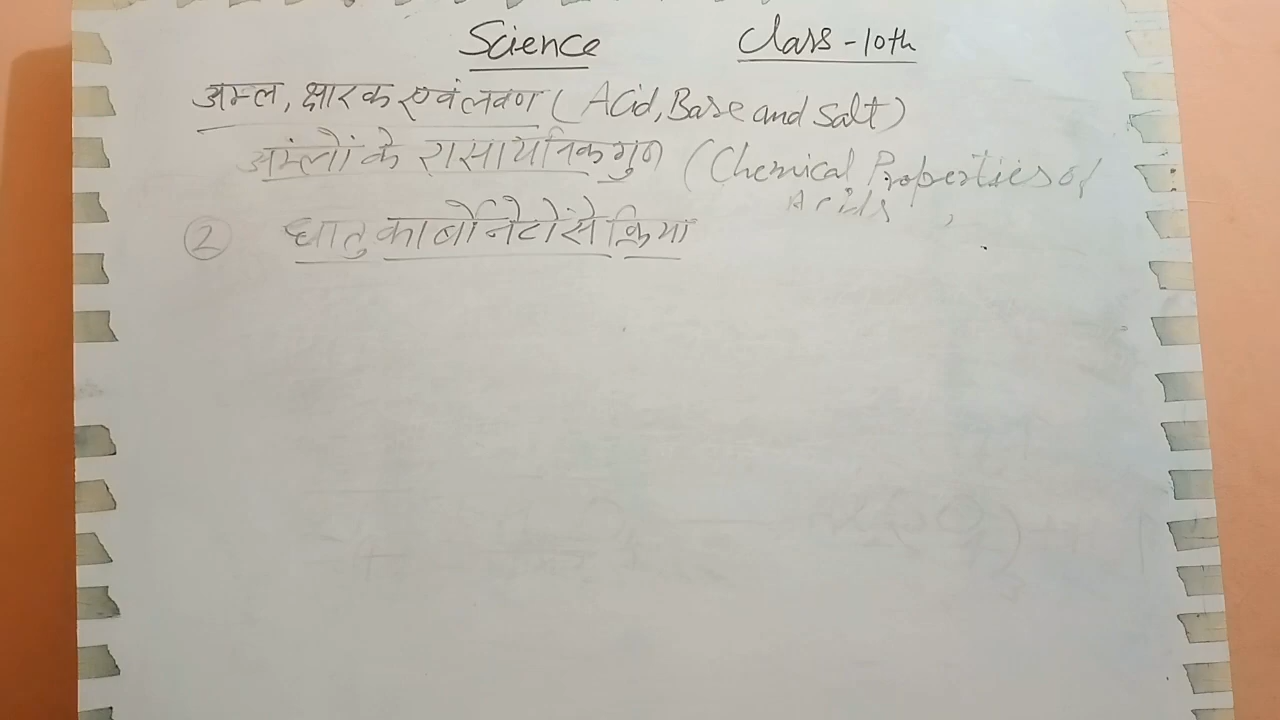 Science Class-10th
अम्ल, क्षारक एवं लवण (Acid, Base and Salt)
अम्लों के रासायनिक गुण (Chemical Properties of
Acids
② धातु कार्बोनेटों से क्रिया